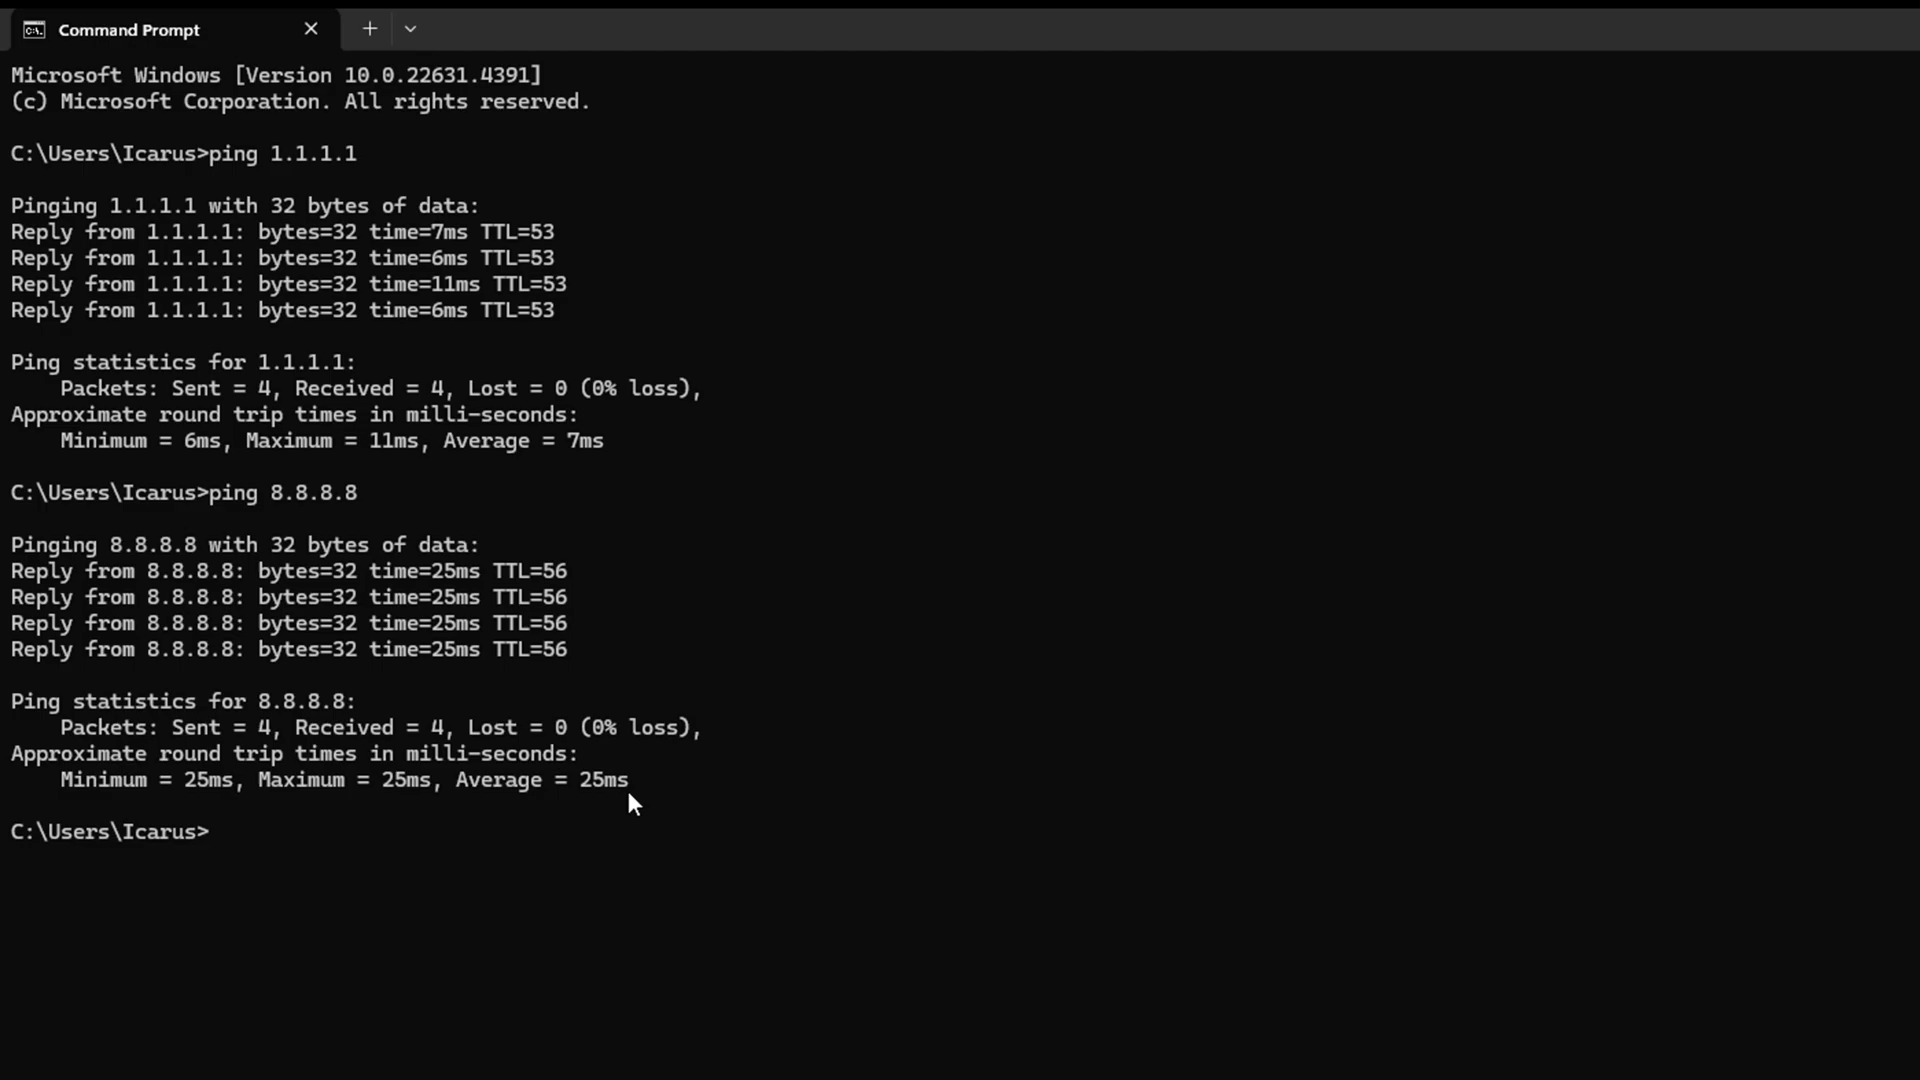 Command Prompt
Microsoft Windows [Version 10.0.22631.4391]
(c) Microsoft Corporation. All rights reserved.
C:\Users\Icarus>ping 1.1.1.1
Pinging 1.1.1.1 with 32 bytes of data:
Reply from 1.1.1.1: bytes=32 time=7ms TTL=53
Reply from 1.1.1.1: bytes=32 time=6ms TTL=53
Reply from 1.1.1.1: bytes=32 time=11ms TTL=53
Reply from 1.1.1.1: bytes=32 time=6ms TTL=53
Ping statistics for 1.1.1.1:
    Packets: Sent = 4, Received = 4, Lost = 0 (0% loss),
Approximate round trip times in milli-seconds:
    Minimum = 6ms, Maximum = 11ms, Average = 7ms
C:\Users\Icarus>ping 8.8.8.8
Pinging 8.8.8.8 with 32 bytes of data:
Reply from 8.8.8.8: bytes=32 time=25ms TTL=56
Reply from 8.8.8.8: bytes=32 time=25ms TTL=56
Reply from 8.8.8.8: bytes=32 time=25ms TTL=56
Reply from 8.8.8.8: bytes=32 time=25ms TTL=56
Ping statistics for 8.8.8.8:
    Packets: Sent = 4, Received = 4, Lost = 0 (0% loss),
Approximate round trip times in milli-seconds:
    Minimum = 25ms, Maximum = 25ms, Average = 25ms
C:\Users\Icarus>